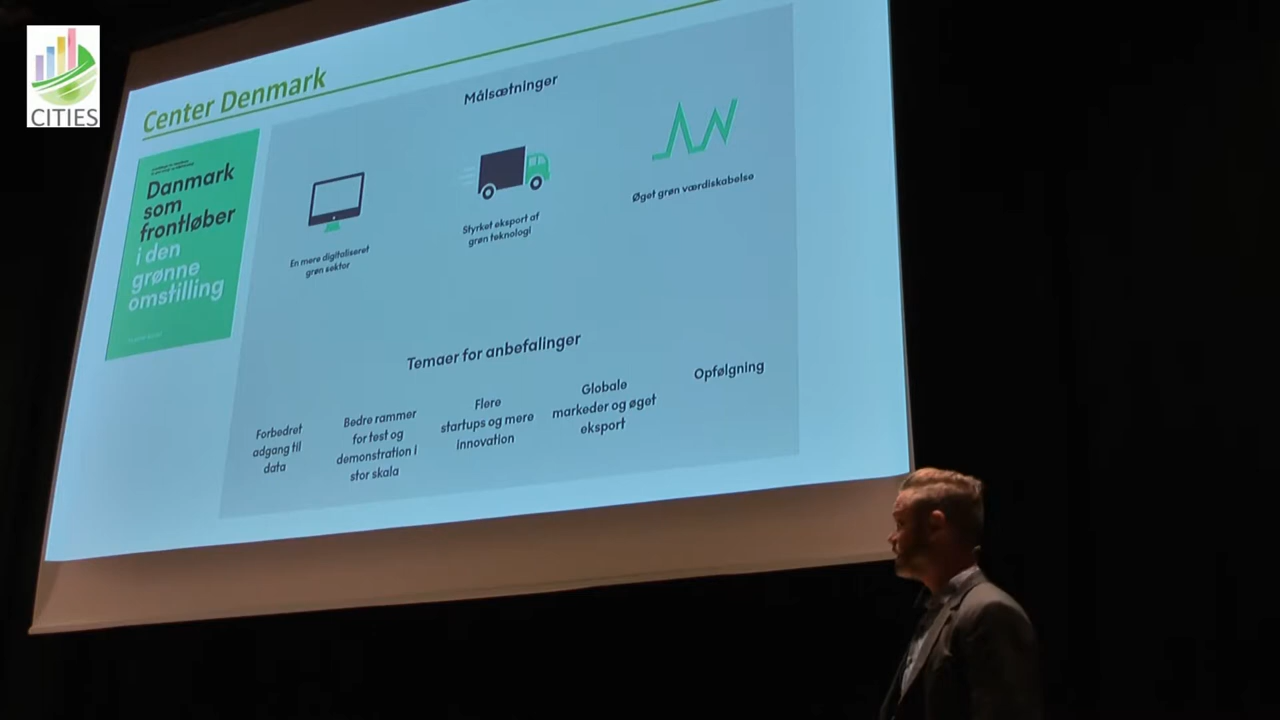 CITIES
Center Denmark
Danmark
som
frontløber
i den
grønne
omstilling
Målsætninger
En mere digitaliseret
grøn sektor
Styrket eksport af
grøn teknologi
Øget grøn værdiskabelse
Temaer for anbefalinger
Forbedret
adgang til
data
Bedre rammer
for test og
demonstration i
stor skala
Flere
startups og mere
innovation
Globale
markeder og øget
eksport
Opfølgning